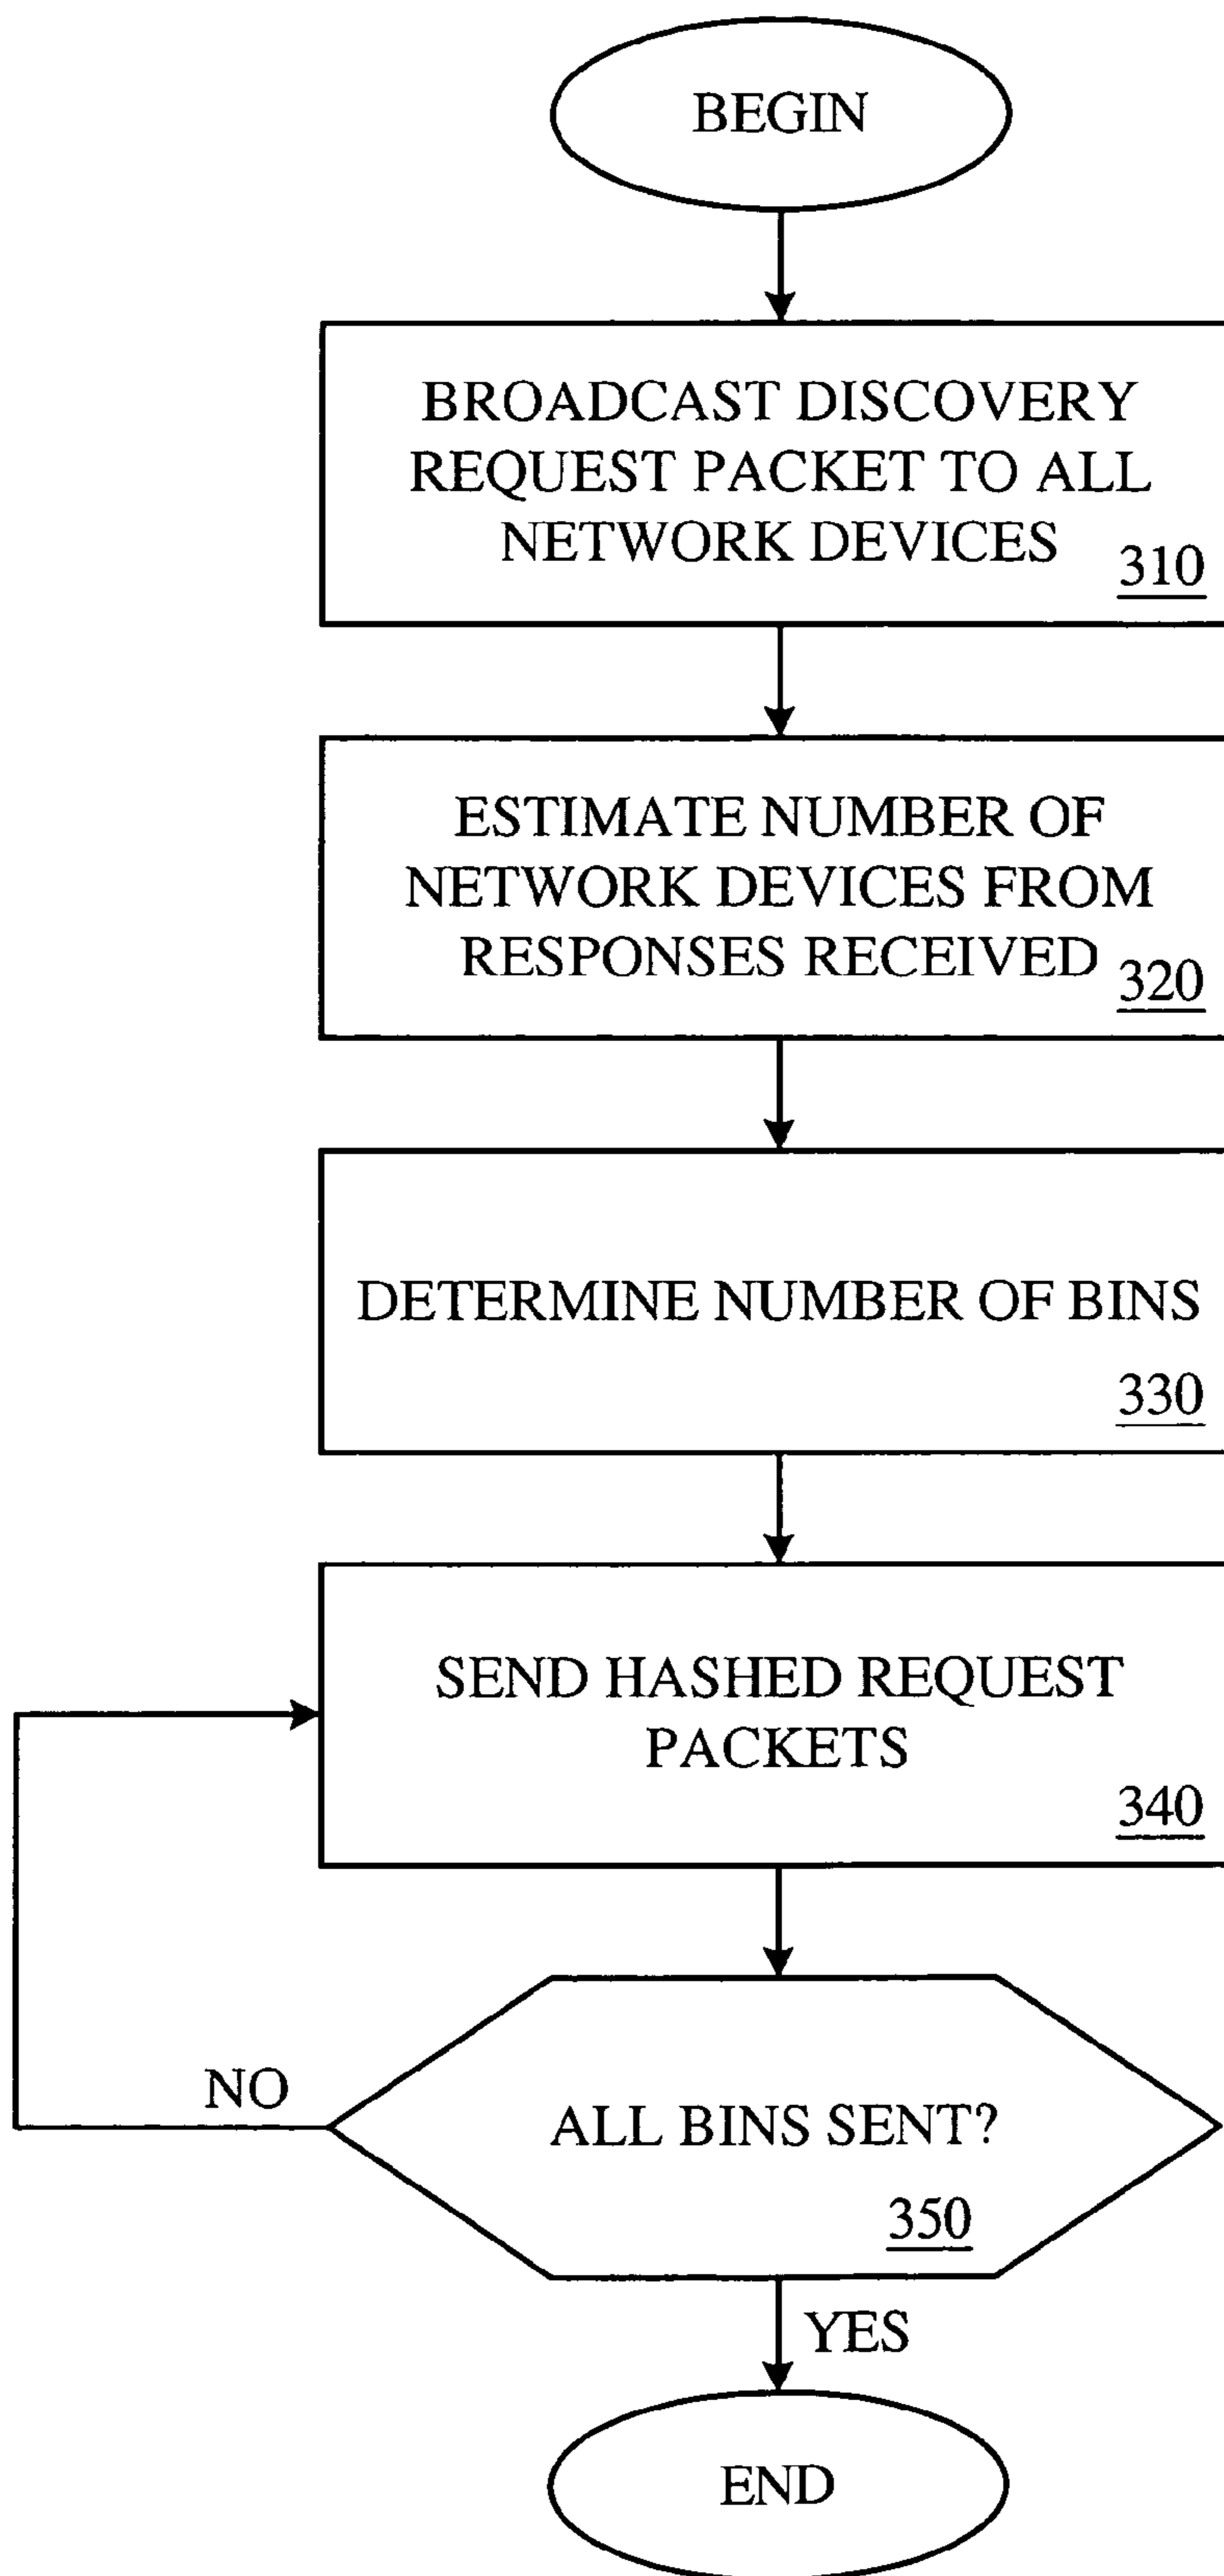 BEGIN
BROADCAST DISCOVERY
REQUEST PACKET TO ALL
NETWORK DEVICES
310
ESTIMATE NUMBER OF
NETWORK DEVICES FROM
RESPONSES RECEIVED
320
DETERMINE NUMBER OF BINS
330
SEND HASHED REQUEST
PACKETS
340
NO
ALL BINS SENT?
350
YES
END